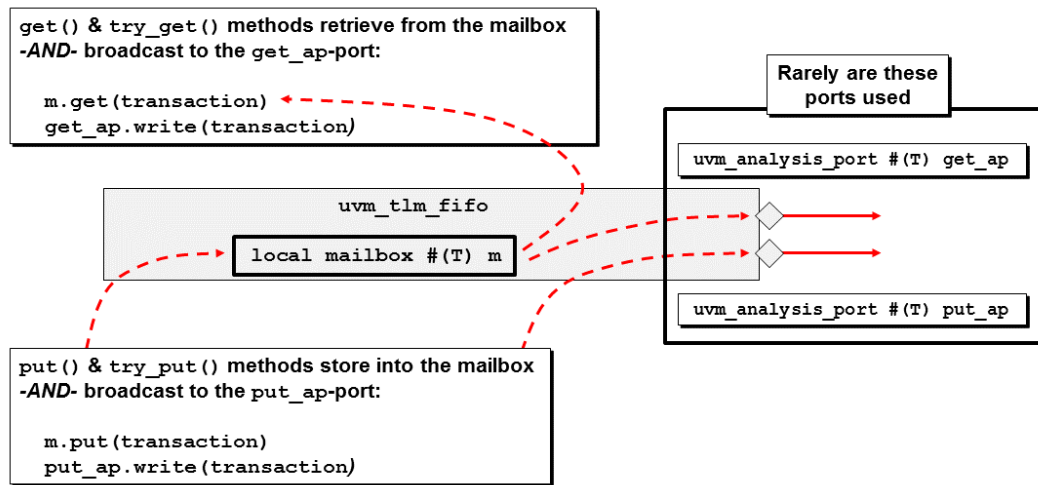 get() & try_get() methods retrieve from the mailbox
-AND- broadcast to the get_ap-port:
m.get(transaction)
get_ap.write(transaction)
Rarely are these
ports used
uvm_analysis_port #(T) get_ap
uvm_tlm_fifo
local mailbox #(T) m
uvm_analysis_port #(T) put_ap
put() & try_put() methods store into the mailbox
-AND- broadcast to the put_ap-port:
m.put(transaction)
put_ap.write(transaction)